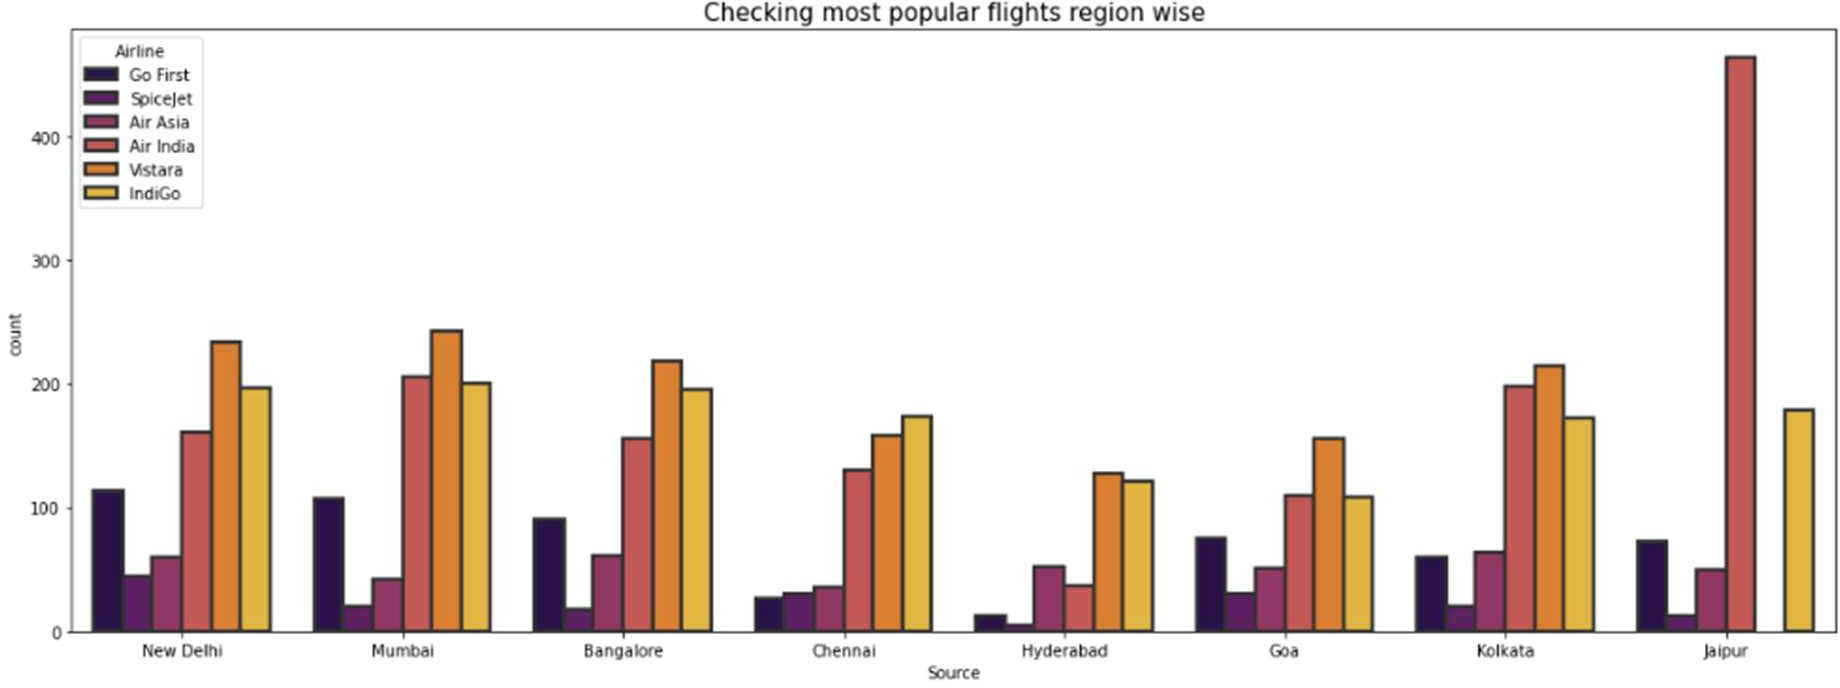 Checking most popular flights region wise
Airline
Go First
SpiceJet
Air Asia
Air India
Vistara
IndiGo
400
300
200
100
0
count
New Delhi Mumbai Bangalore Chennai Hyderabad Goa Kolkata Jaipur
Source